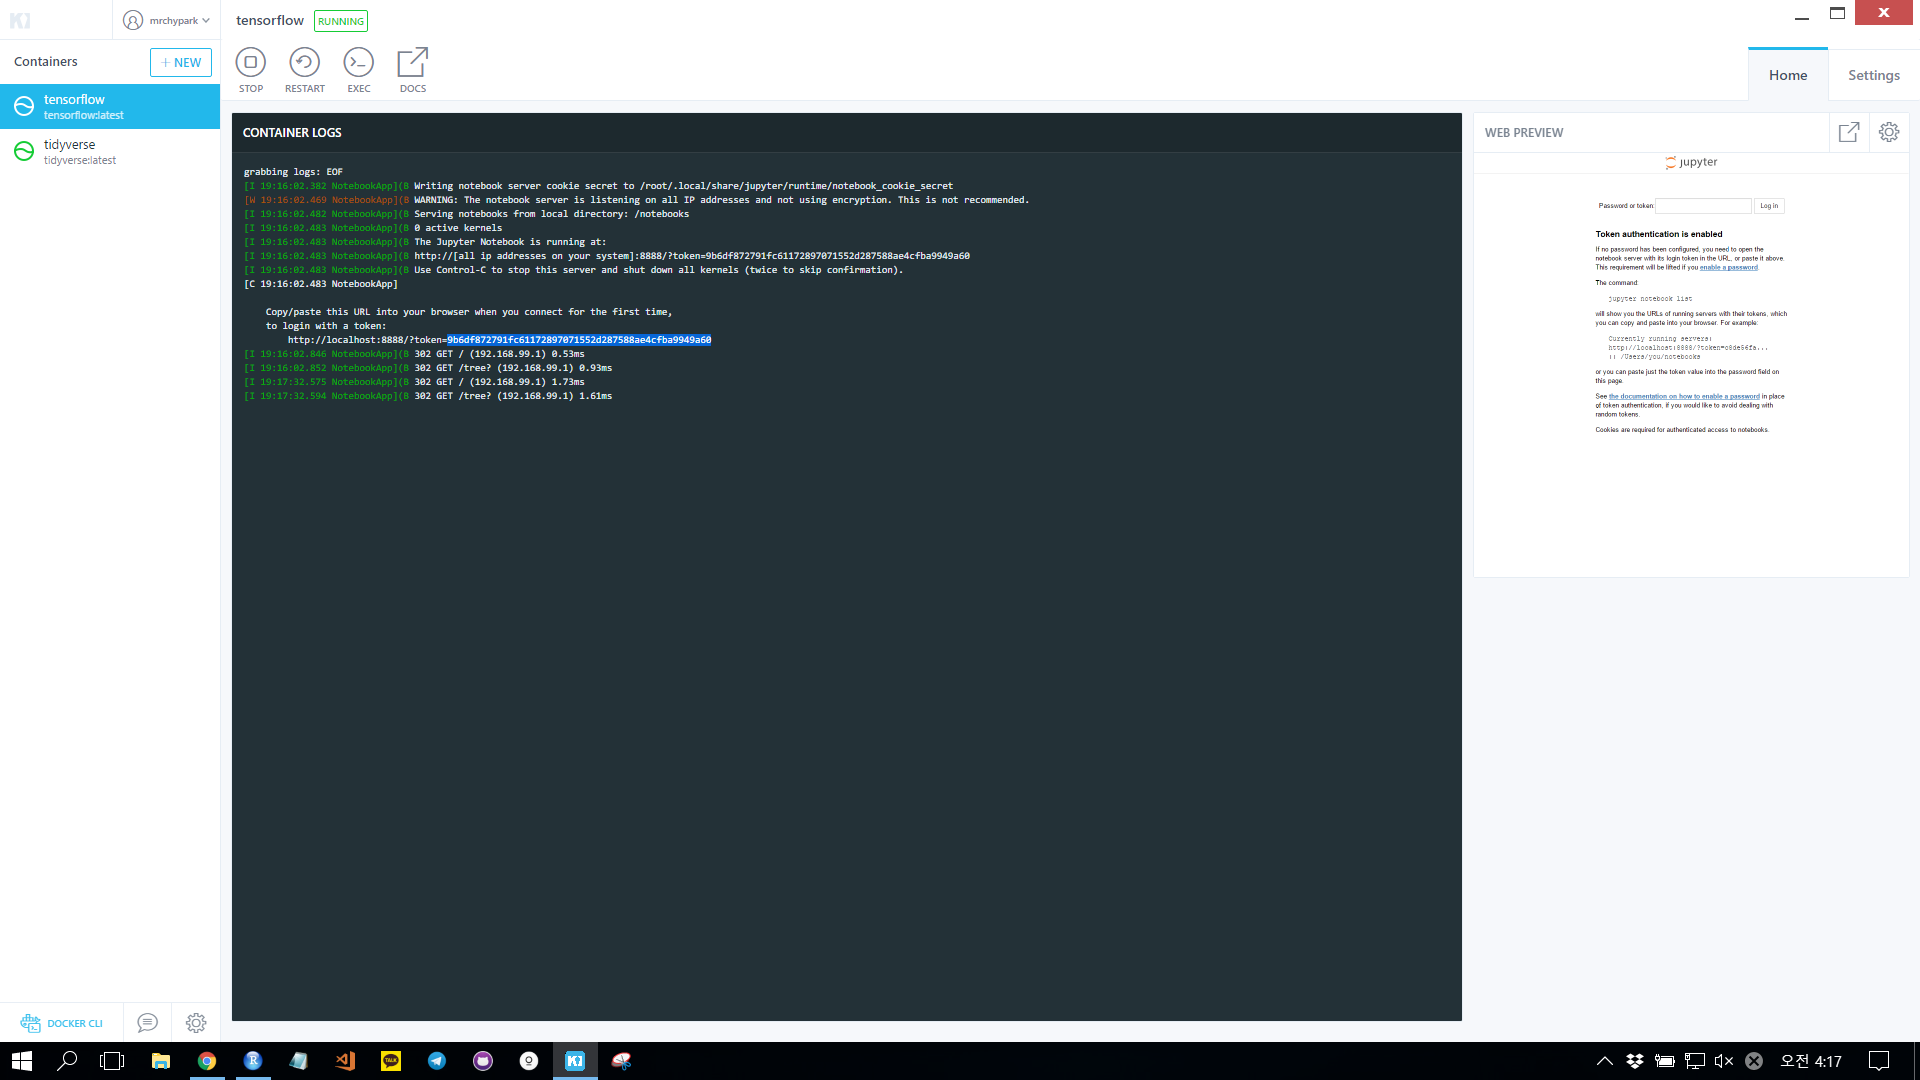 mrchypark
tensorflow RUNNING
Containers
+ NEW
tensorflow
tensorflow:latest
tidyverse
tidyverse:latest
STOP
RESTART
EXEC
DOCS
Home
Settings
CONTAINER LOGS
grabbing logs: EOF
[I 19:16:02.382 NotebookApp](B Writing notebook server cookie secret to /root/.local/share/jupyter/runtime/notebook_cookie_secret
[W 19:16:02.469 NotebookApp](B WARNING: The notebook server is listening on all IP addresses and not using encryption. This is not recommended.
[I 19:16:02.482 NotebookApp](B Serving notebooks from local directory: /notebooks
[I 19:16:02.483 NotebookApp](B 0 active kernels
[I 19:16:02.483 NotebookApp](B The Jupyter Notebook is running at:
[I 19:16:02.483 NotebookApp](B http://[all ip addresses on your system]:8888/?token=9b6df872791fc61172897071552d287588ae4cfba9949a60
[I 19:16:02.483 NotebookApp](B Use Control-C to stop this server and shut down all kernels (twice to skip confirmation).
[C 19:16:02.483 NotebookApp]
Copy/paste this URL into your browser when you connect for the first time,
to login with a token:
http://localhost:8888/?token=9b6df872791fc61172897071552d287588ae4cfba9949a60
[I 19:16:02.846 NotebookApp](B 302 GET / (192.168.99.1) 0.53ms
[I 19:16:02.852 NotebookApp](B 302 GET /tree? (192.168.99.1) 0.93ms
[I 19:17:32.575 NotebookApp](B 302 GET / (192.168.99.1) 1.73ms
[I 19:17:32.594 NotebookApp](B 302 GET /tree? (192.168.99.1) 1.61ms
WEB PREVIEW
jupyter
Password or token: Log in
Token authentication is enabled
If no password has been configured, you need to open the
notebook server with its login token in the URL, or paste it above.
This requirement will be lifted if you enable a password.
The command:
jupyter notebook list
will show you the URLs of running servers with their tokens, which
you can copy and paste into your browser. For example:
Currently running servers:
http://localhost:8888/?token=c8de56fa...
:: /Users/you/notebooks
or you can paste just the token value into the password field on
this page.
See the documentation on how to enable a password in place
of token authentication, if you would like to avoid dealing with
random tokens.
Cookies are required for authenticated access to notebooks.
DOCKER CLI
TALK
오전 4:17